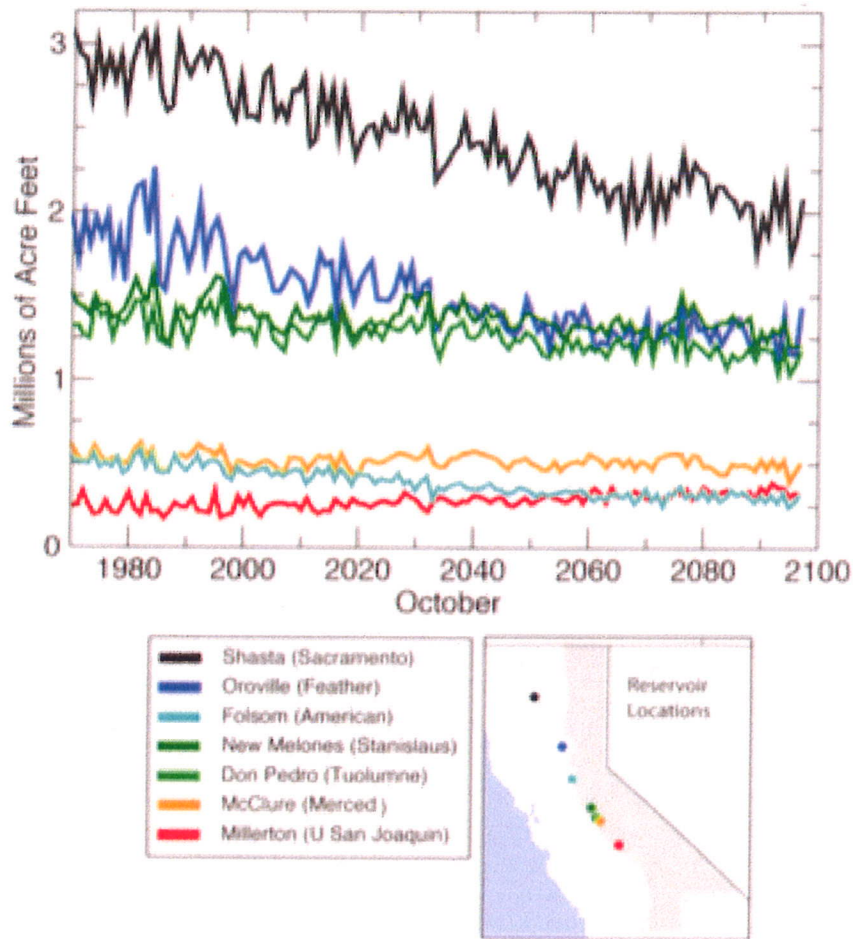 Millions of Acre Feet
3
2
1
0
1980 2000 2020 2040 2060 2080 2100
October
Shasta (Sacramento)
Oroville (Feather)
Folsom (American)
New Melones (Stanislaus)
Don Pedro (Tuolumne)
McClure (Merced)
Millerton (U San Joaquin)
Reservoir
Locations